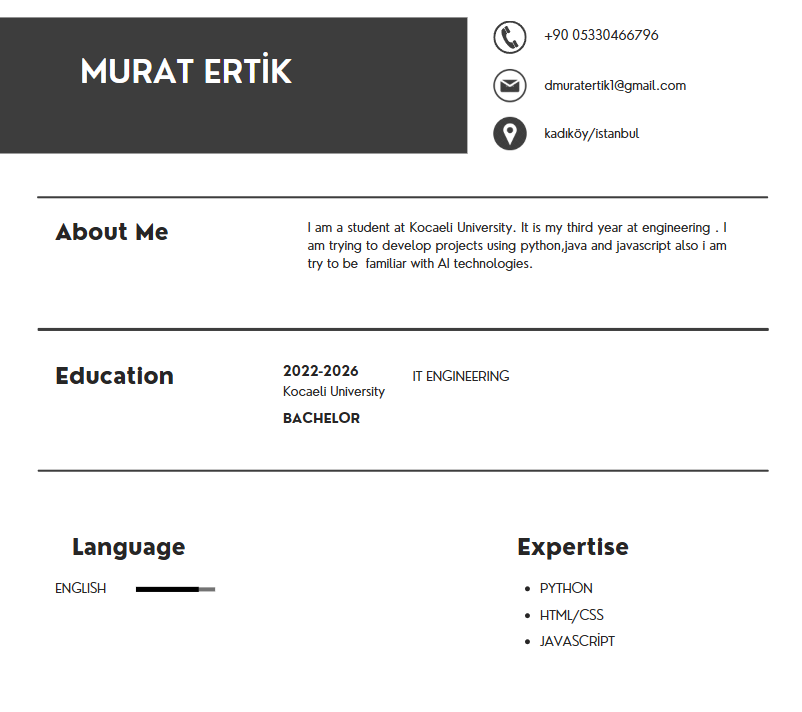 MURAT ERTİK
+90 05330466796
dmuratertik1@gmail.com
kadıköy/istanbul
About Me
I am a student at Kocaeli University. It is my third year at engineering . I
am trying to develop projects using python,java and javascript also i am
try to be  familiar with AI technologies.
Education
2022-2026
Kocaeli University
BACHELOR
IT ENGINEERING
Language
ENGLISH
Expertise
• PYTHON
• HTML/CSS
• JAVASCRİPT